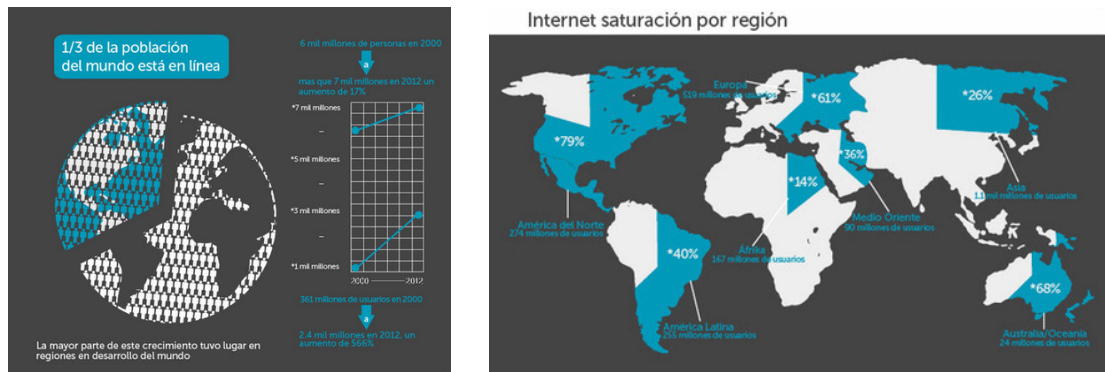 1/3 de la población
del mundo está en línea
6 mil millones de personas en 2000
a
mas que 7 mil millones en 2012 un
aumento de 17%
*7 mil millones
–
*5 mil millones
–
*3 mil millones
–
*1 mil millones
2000
2012
361 millones de usuarios en 2000
a
2.4 mil millones en 2012, un
aumento de 566%
La mayor parte de este crecimiento tuvo lugar en
regiones en desarrollo del mundo
Internet saturación por región
Europa
519 millones de usuarios
*61%
*26%
*79%
*36%
*14%
Asia
1.1 mil millones de usuarios
América del Norte
274 millones de usuarios
Medio Oriente
90 millones de usuarios
Áfrika
167 millones de usuarios
*40%
*68%
América Latina
255 millones de usuarios
Australia/Oceanía
24 millones de usuarios